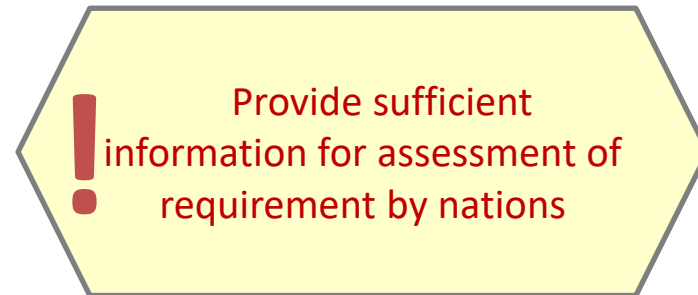 !
Provide sufficient
information for assessment of
requirement by nations